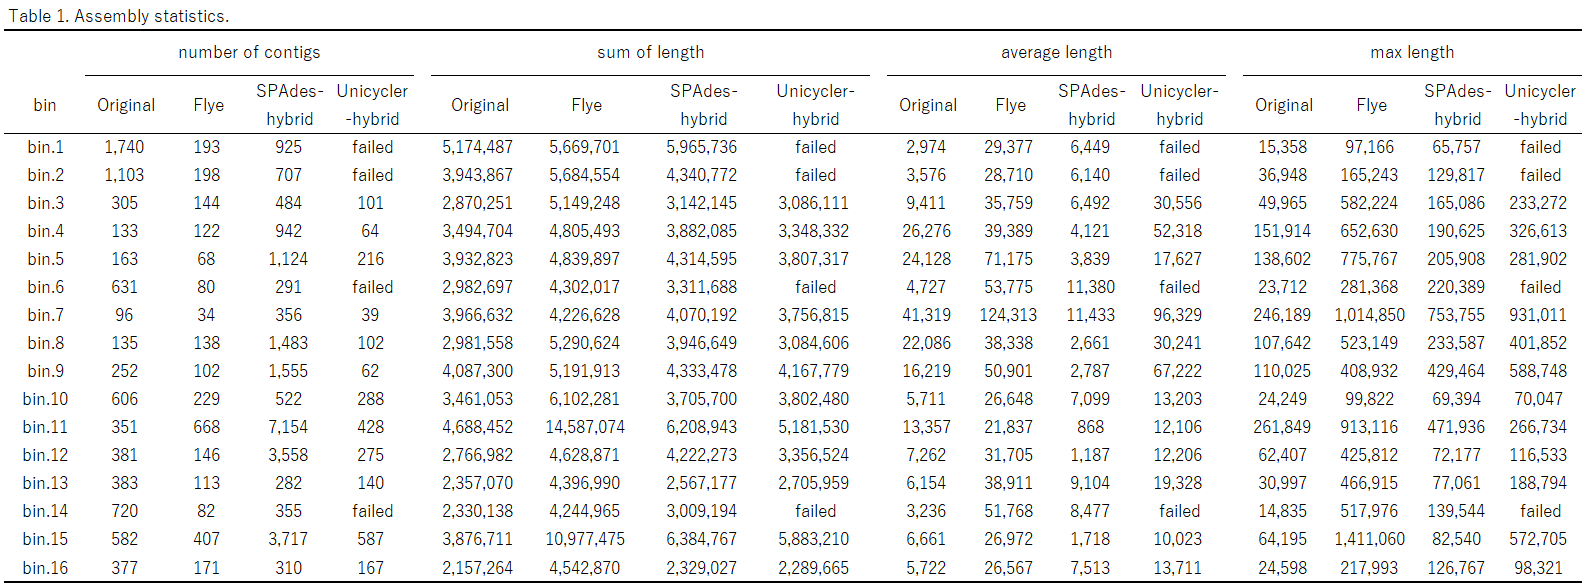 Table 1. Assembly statistics.
number of contigs sum of length average length max length
SPAdes- Unicycler SPAdes- Unicycler- SPAdes- Unicycler- SPAdes- Unicycler
bin Original Flye Original Flye Original Flye Original Flye
hybrid -hybrid hybrid hybrid hybrid hybrid hybrid -hybrid
bin.1 1,740 193 925 failed 5,174,487 5,669,701 5,965,736 failed 2,974 29,377 6,449 failed 15,358 97,166 65,757 failed
bin.2 1,103 198 707 failed 3,943,867 5,684,554 4,340,772 failed 3,576 28,710 6,140 failed 36,948 165,243 129,817 failed
bin.3 305 144 484 101 2,870,251 5,149,248 3,142,145 3,086,111 9,411 35,759 6,492 30,556 49,965 582,224 165,086 233,272
bin.4 133 122 942 64 3,494,704 4,805,493 3,882,085 3,348,332 26,276 39,389 4,121 52,318 151,914 652,630 190,625 326,613
bin.5 163 68 1,124 216 3,932,823 4,839,897 4,314,595 3,807,317 24,128 71,175 3,839 17,627 138,602 775,767 205,908 281,902
bin.6 631 80 291 failed 2,982,697 4,302,017 3,311,688 failed 4,727 53,775 11,380 failed 23,712 281,368 220,389 failed
bin.7 96 34 356 39 3,966,632 4,226,628 4,070,192 3,756,815 41,319 124,313 11,433 96,329 246,189 1,014,850 753,755 931,011
bin.8 135 138 1,483 102 2,981,558 5,290,624 3,946,649 3,084,606 22,086 38,338 2,661 30,241 107,642 523,149 233,587 401,852
bin.9 252 102 1,555 62 4,087,300 5,191,913 4,333,478 4,167,779 16,219 50,901 2,787 67,222 110,025 408,932 429,464 588,748
bin.10 606 229 522 288 3,461,053 6,102,281 3,705,700 3,802,480 5,711 26,648 7,099 13,203 24,249 99,822 69,394 70,047
bin.11 351 668 7,154 428 4,688,452 14,587,074 6,208,943 5,181,530 13,357 21,837 868 12,106 261,849 913,116 471,936 266,734
bin.12 381 146 3,558 275 2,766,982 4,628,871 4,222,273 3,356,524 7,262 31,705 1,187 12,206 62,407 425,812 72,177 116,533
bin.13 383 113 282 140 2,357,070 4,396,990 2,567,177 2,705,959 6,154 38,911 9,104 19,328 30,997 466,915 77,061 188,794
bin.14 720 82 355 failed 2,330,138 4,244,965 3,009,194 failed 3,236 51,768 8,477 failed 14,835 517,976 139,544 failed
bin.15 582 407 3,717 587 3,876,711 10,977,475 6,384,767 5,883,210 6,661 26,972 1,718 10,023 64,195 1,411,060 82,540 572,705
bin.16 377 171 310 167 2,157,264 4,542,870 2,329,027 2,289,665 5,722 26,567 7,513 13,711 24,598 217,993 126,767 98,321